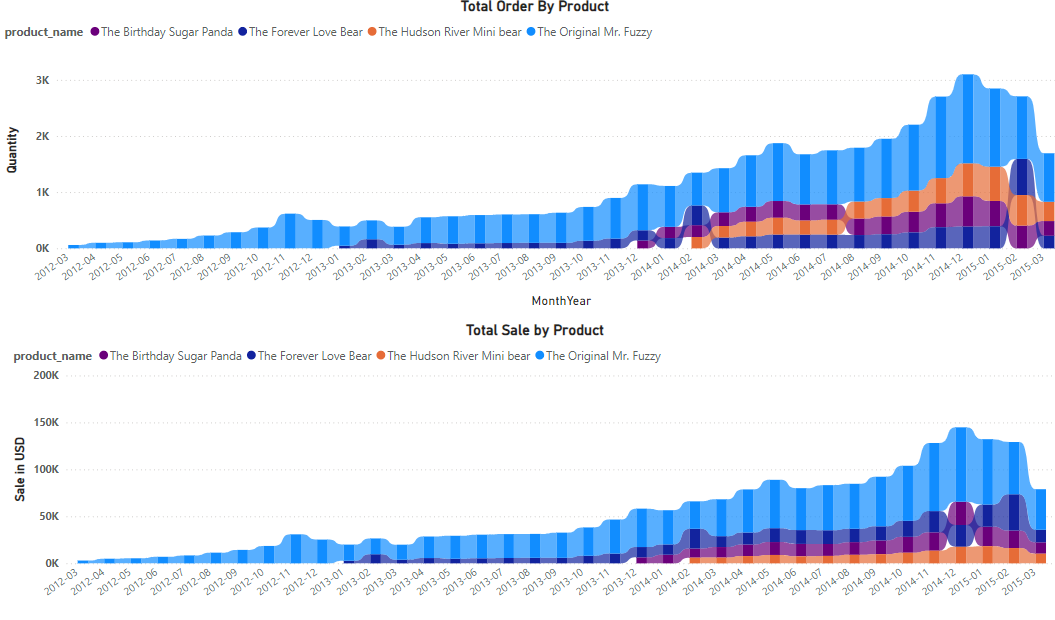 Total Order By Product
product_name The Birthday Sugar Panda The Forever Love Bear The Hudson River Mini bear The Original Mr. Fuzzy
3K
2K
1K
0K
Quantity
2012-03 2012-04 2012-05 2012-06 2012-07 2012-08 2012-09 2012-10 2012-11 2012-12 2013-01 2013-02 2013-03 2013-04 2013-05 2013-06 2013-07 2013-08 2013-09 2013-10 2013-11 2013-12 2014-01 2014-02 2014-03 2014-04 2014-05 2014-06 2014-07 2014-08 2014-09 2014-10 2014-11 2014-12 2015-01 2015-02 2015-03
MonthYear
Total Sale by Product
product_name The Birthday Sugar Panda The Forever Love Bear The Hudson River Mini bear The Original Mr. Fuzzy
200K
150K
100K
50K
0K
Sale in USD
2012-03 2012-04 2012-05 2012-06 2012-07 2012-08 2012-09 2012-10 2012-11 2012-12 2013-01 2013-02 2013-03 2013-04 2013-05 2013-06 2013-07 2013-08 2013-09 2013-10 2013-11 2013-12 2014-01 2014-02 2014-03 2014-04 2014-05 2014-06 2014-07 2014-08 2014-09 2014-10 2014-11 2014-12 2015-01 2015-02 2015-03